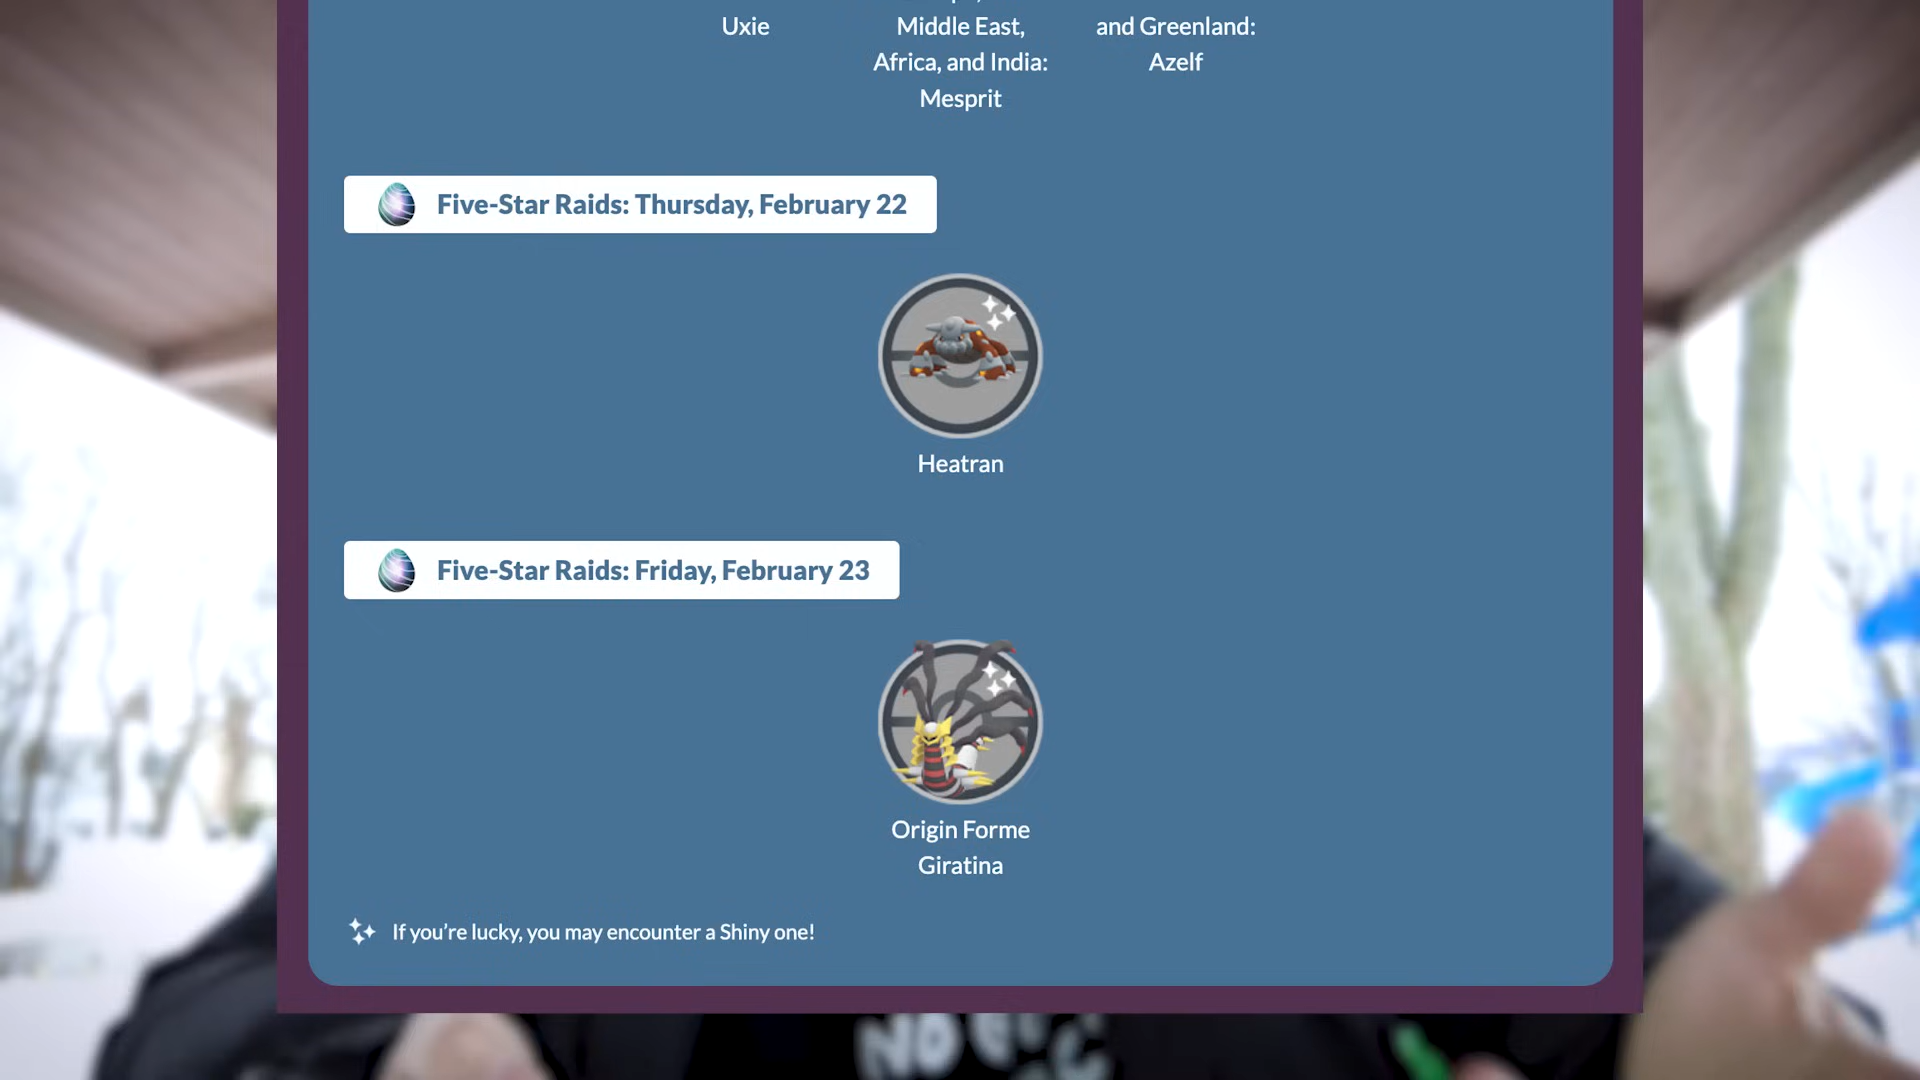 Uxie
Middle East,
Africa, and India:
Mesprit
and Greenland:
Azelf
Five-Star Raids: Thursday, February 22
Heatran
Five-Star Raids: Friday, February 23
Origin Forme
Giratina
If you’re lucky, you may encounter a Shiny one!
NO